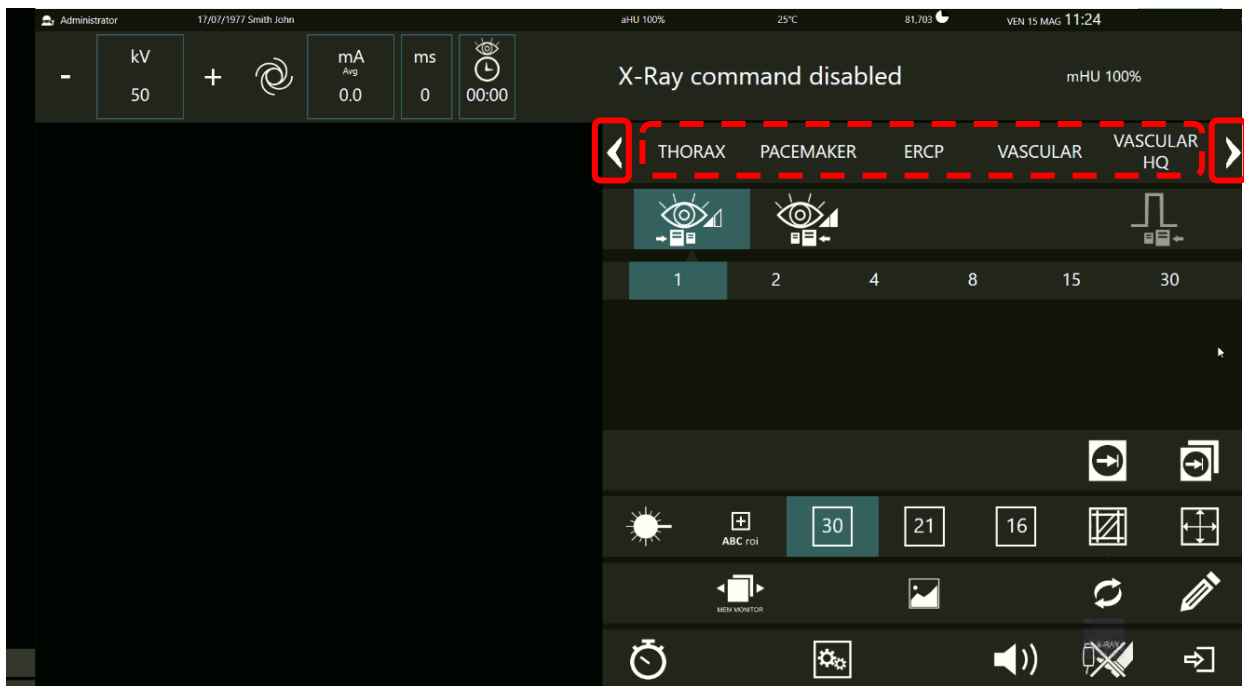 Administrator 17/07/1977 Smith John aHU 100% 25°C 81,703 VEN 15 MAG 11:24
kV mA ms
Avg
50 0.0 0 00:00
- +
X-Ray command disabled mHU 100%
THORAX PACEMAKER ERCP VASCULAR VASCULAR
HQ
1 2 4 8 15 30
ABC roi 30 21 16
MEM MONITOR
X-RAY